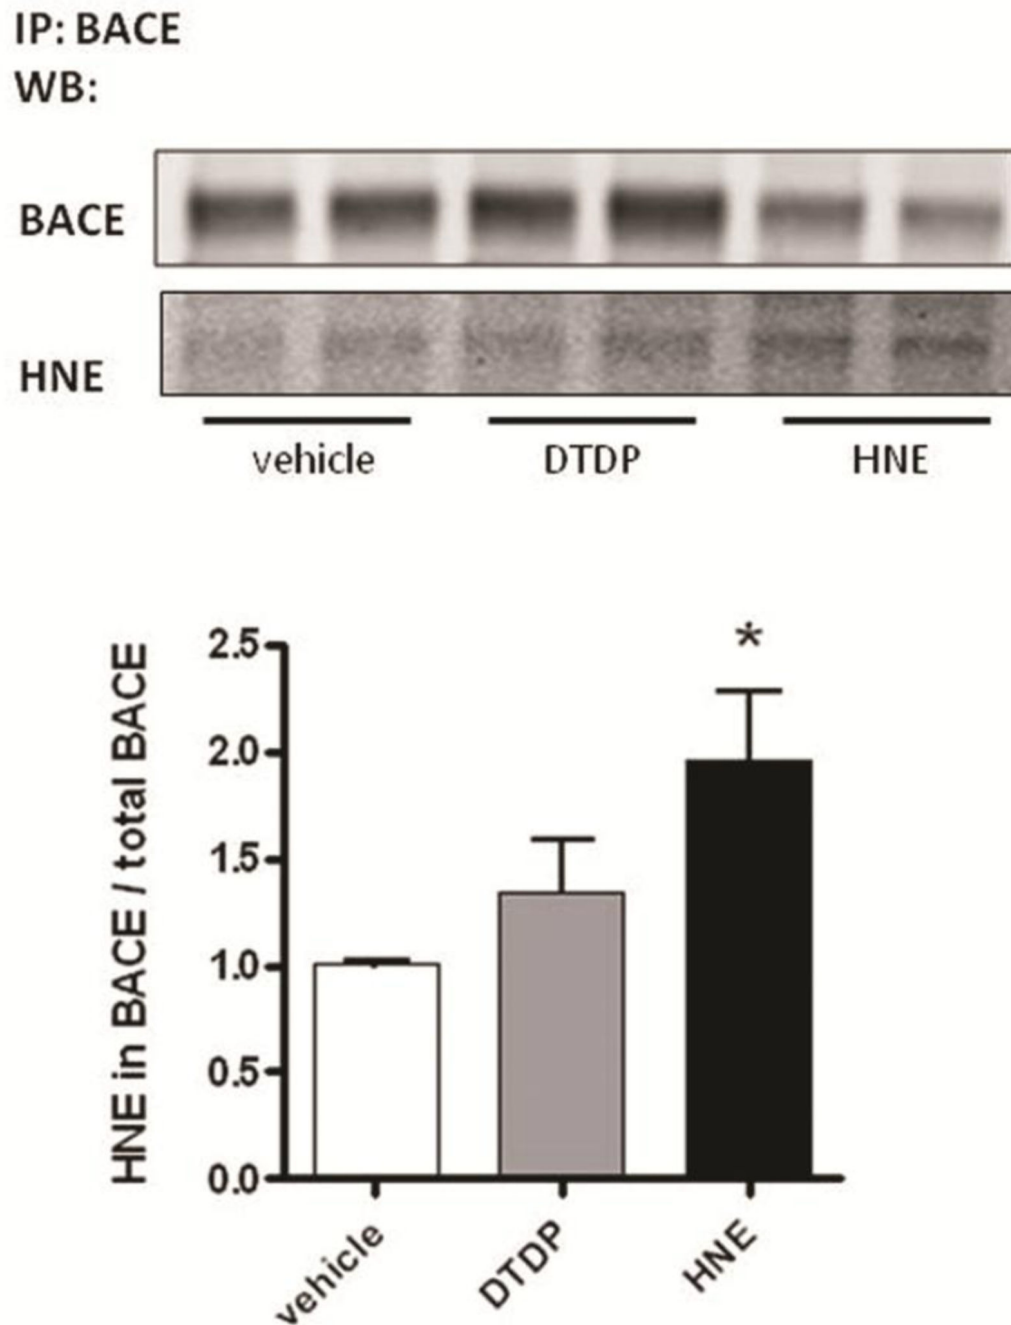 IP: BACE
WB:
BACE
HNE
vehicle DTDP HNE
*
2.5
2.0
1.5
1.0
0.5
0.0
HNE in BACE / total BACE
vehicle DTDP HNE